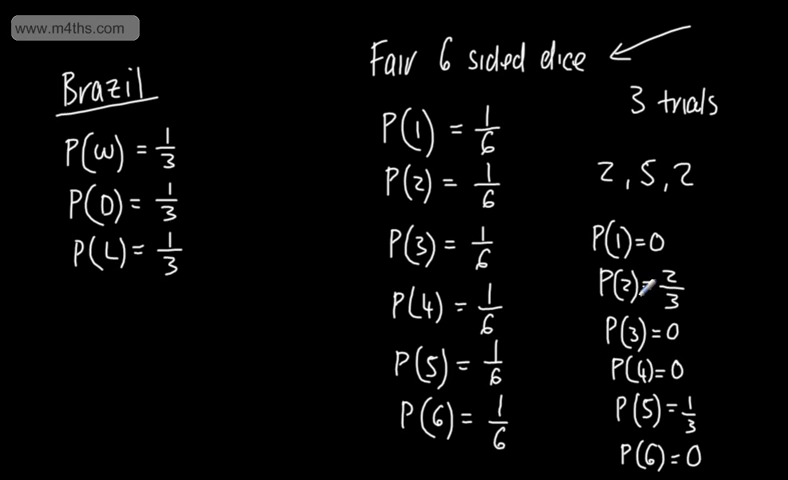 www.m4ths.com
Brazil
P(W) = 1/3
P(D) = 1/3
P(L) = 1/3
Fair 6 sided dice
P(1) = 1/6
P(2) = 1/6
P(3) = 1/6
P(4) = 1/6
P(5) = 1/6
P(6) = 1/6
3 trials
2, 5, 2
P(1)=0
P(2)=2/3
P(3)=0
P(4)=0
P(5)=1/3
P(6)=0